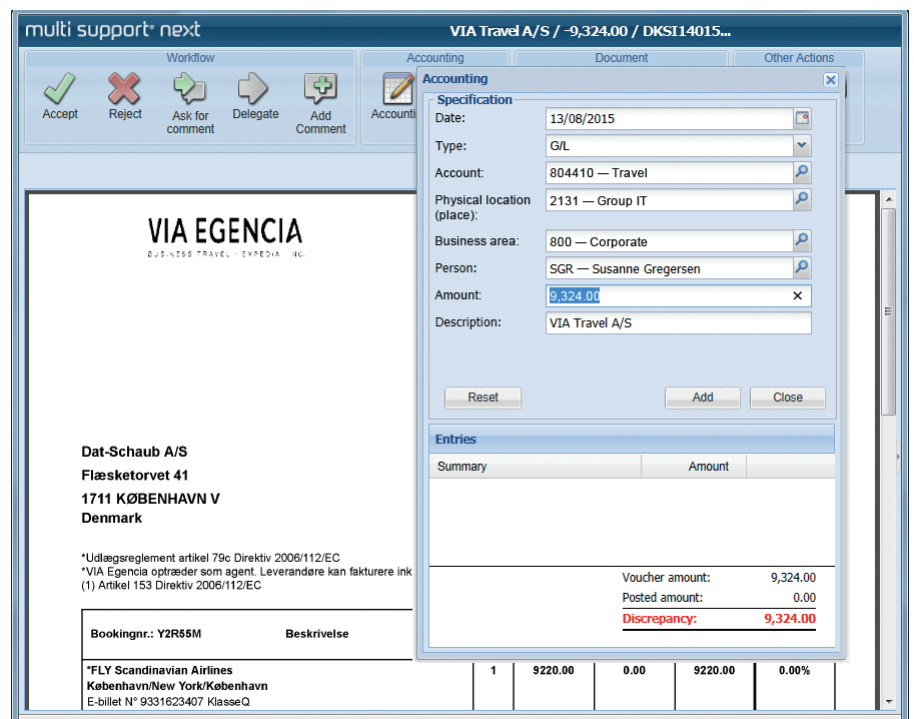 multi support® next
VIA Travel A/S / -9,324.00 / DKSI14015...
Workflow
Accounting
Document
Other Actions
Accept
Reject
Ask for comment
Delegate
Add Comment
Accounti
Accounting
Specification
Date: 13/08/2015
Type: G/L
Account: 804410 — Travel
Physical location (place): 2131 — Group IT
Business area: 800 — Corporate
Person: SGR — Susanne Gregersen
Amount: 9,324.00
Description: VIA Travel A/S
Reset Add Close
Entries
Summary Amount
Voucher amount: 9,324.00
Posted amount: 0.00
Discrepancy: 9,324.00
VIA EGENCIA
BUSINESS TRAVEL EXPEDIA INC.
Dat-Schaub A/S
Flæsketorvet 41
1711 KØBENHAVN V
Denmark
*Udlægsreglement artikel 79c Direktiv 2006/112/EC
*VIA Egencia optræder som agent. Leverandøre kan fakturere ink
(1) Artikel 153 Direktiv 2006/112/EC
Bookingnr.: Y2R55M Beskrivelse
*FLY Scandinavian Airlines 1 9220.00 0.00 9220.00 0.00%
København/New York/København
E-billet N° 9331623407 KlasseQ